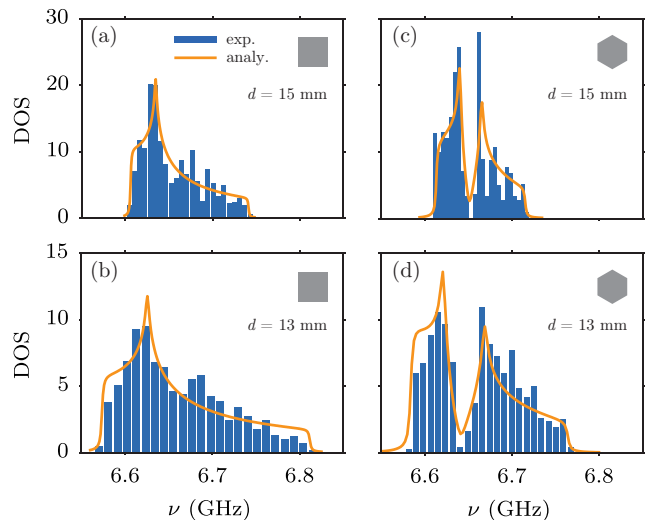 (a)
exp.
analy.
d = 15 mm
30
20
10
0
DOS
(c)
d = 15 mm
(b)
d = 13 mm
15
10
5
0
DOS
6.6
6.7
6.8
ν (GHz)
(d)
d = 13 mm
6.6
6.7
6.8
ν (GHz)